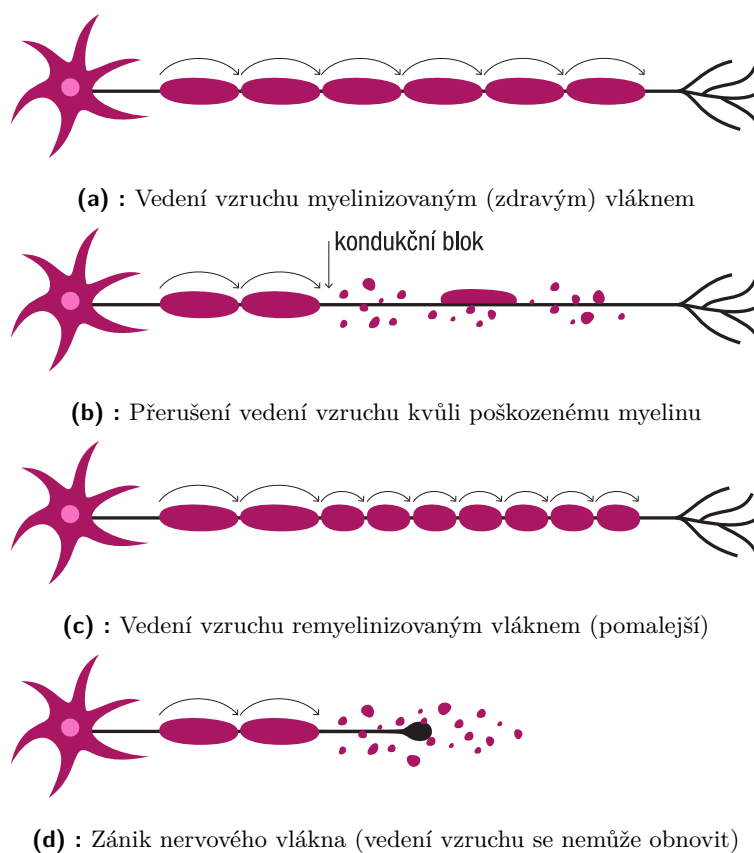 (a) : Vedení vzruchu myelinizovaným (zdravým) vláknem
kondukční blok
(b) : Přerušení vedení vzruchu kvůli poškozenému myelinu
(c) : Vedení vzruchu remyelinizovaným vláknem (pomalejší)
(d) : Zánik nervového vlákna (vedení vzruchu se nemůže obnovit)